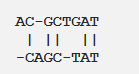 AC-GCTGAT
 | ||  ||
-CAGC-TAT